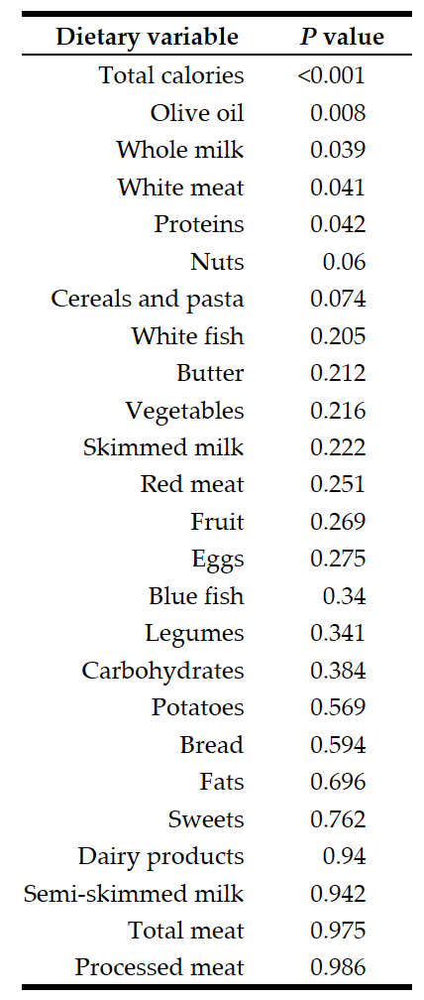 Dietary variable P value
Total calories <0.001
Olive oil 0.008
Whole milk 0.039
White meat 0.041
Proteins 0.042
Nuts 0.06
Cereals and pasta 0.074
White fish 0.205
Butter 0.212
Vegetables 0.216
Skimmed milk 0.222
Red meat 0.251
Fruit 0.269
Eggs 0.275
Blue fish 0.34
Legumes 0.341
Carbohydrates 0.384
Potatoes 0.569
Bread 0.594
Fats 0.696
Sweets 0.762
Dairy products 0.94
Semi-skimmed milk 0.942
Total meat 0.975
Processed meat 0.986